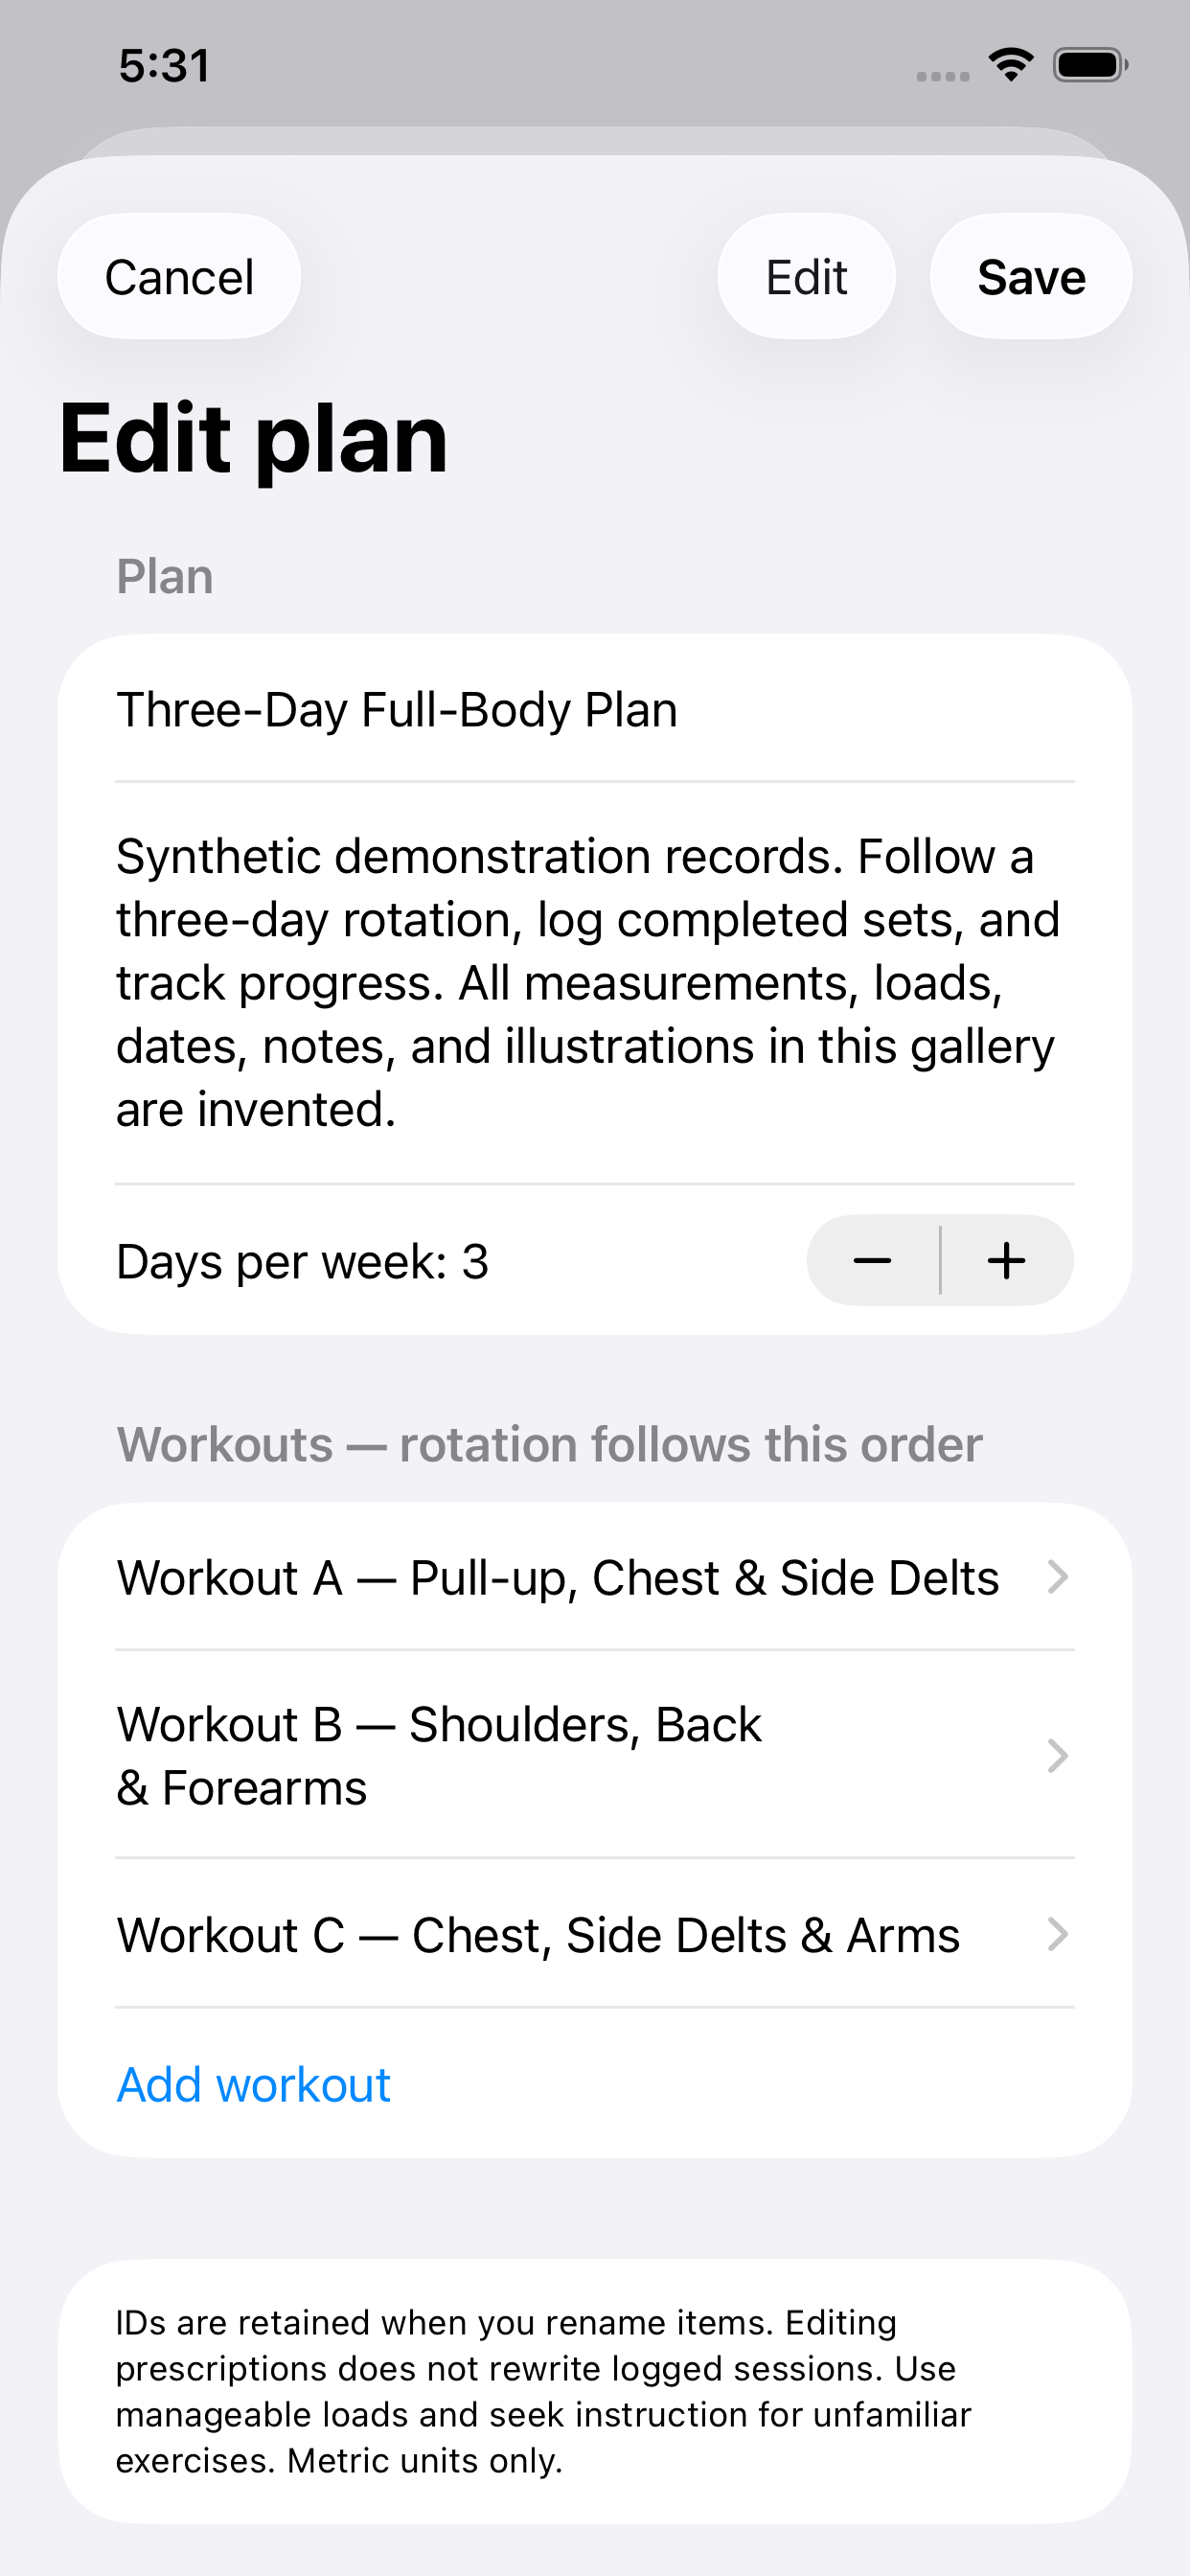 5:31
Cancel
Edit
Save
Edit plan
Plan
Three-Day Full-Body Plan
Synthetic demonstration records. Follow a
three-day rotation, log completed sets, and
track progress. All measurements, loads,
dates, notes, and illustrations in this gallery
are invented.
Days per week: 3
Workouts — rotation follows this order
Workout A — Pull-up, Chest & Side Delts
Workout B — Shoulders, Back
& Forearms
Workout C — Chest, Side Delts & Arms
Add workout
IDs are retained when you rename items. Editing
prescriptions does not rewrite logged sessions. Use
manageable loads and seek instruction for unfamiliar
exercises. Metric units only.